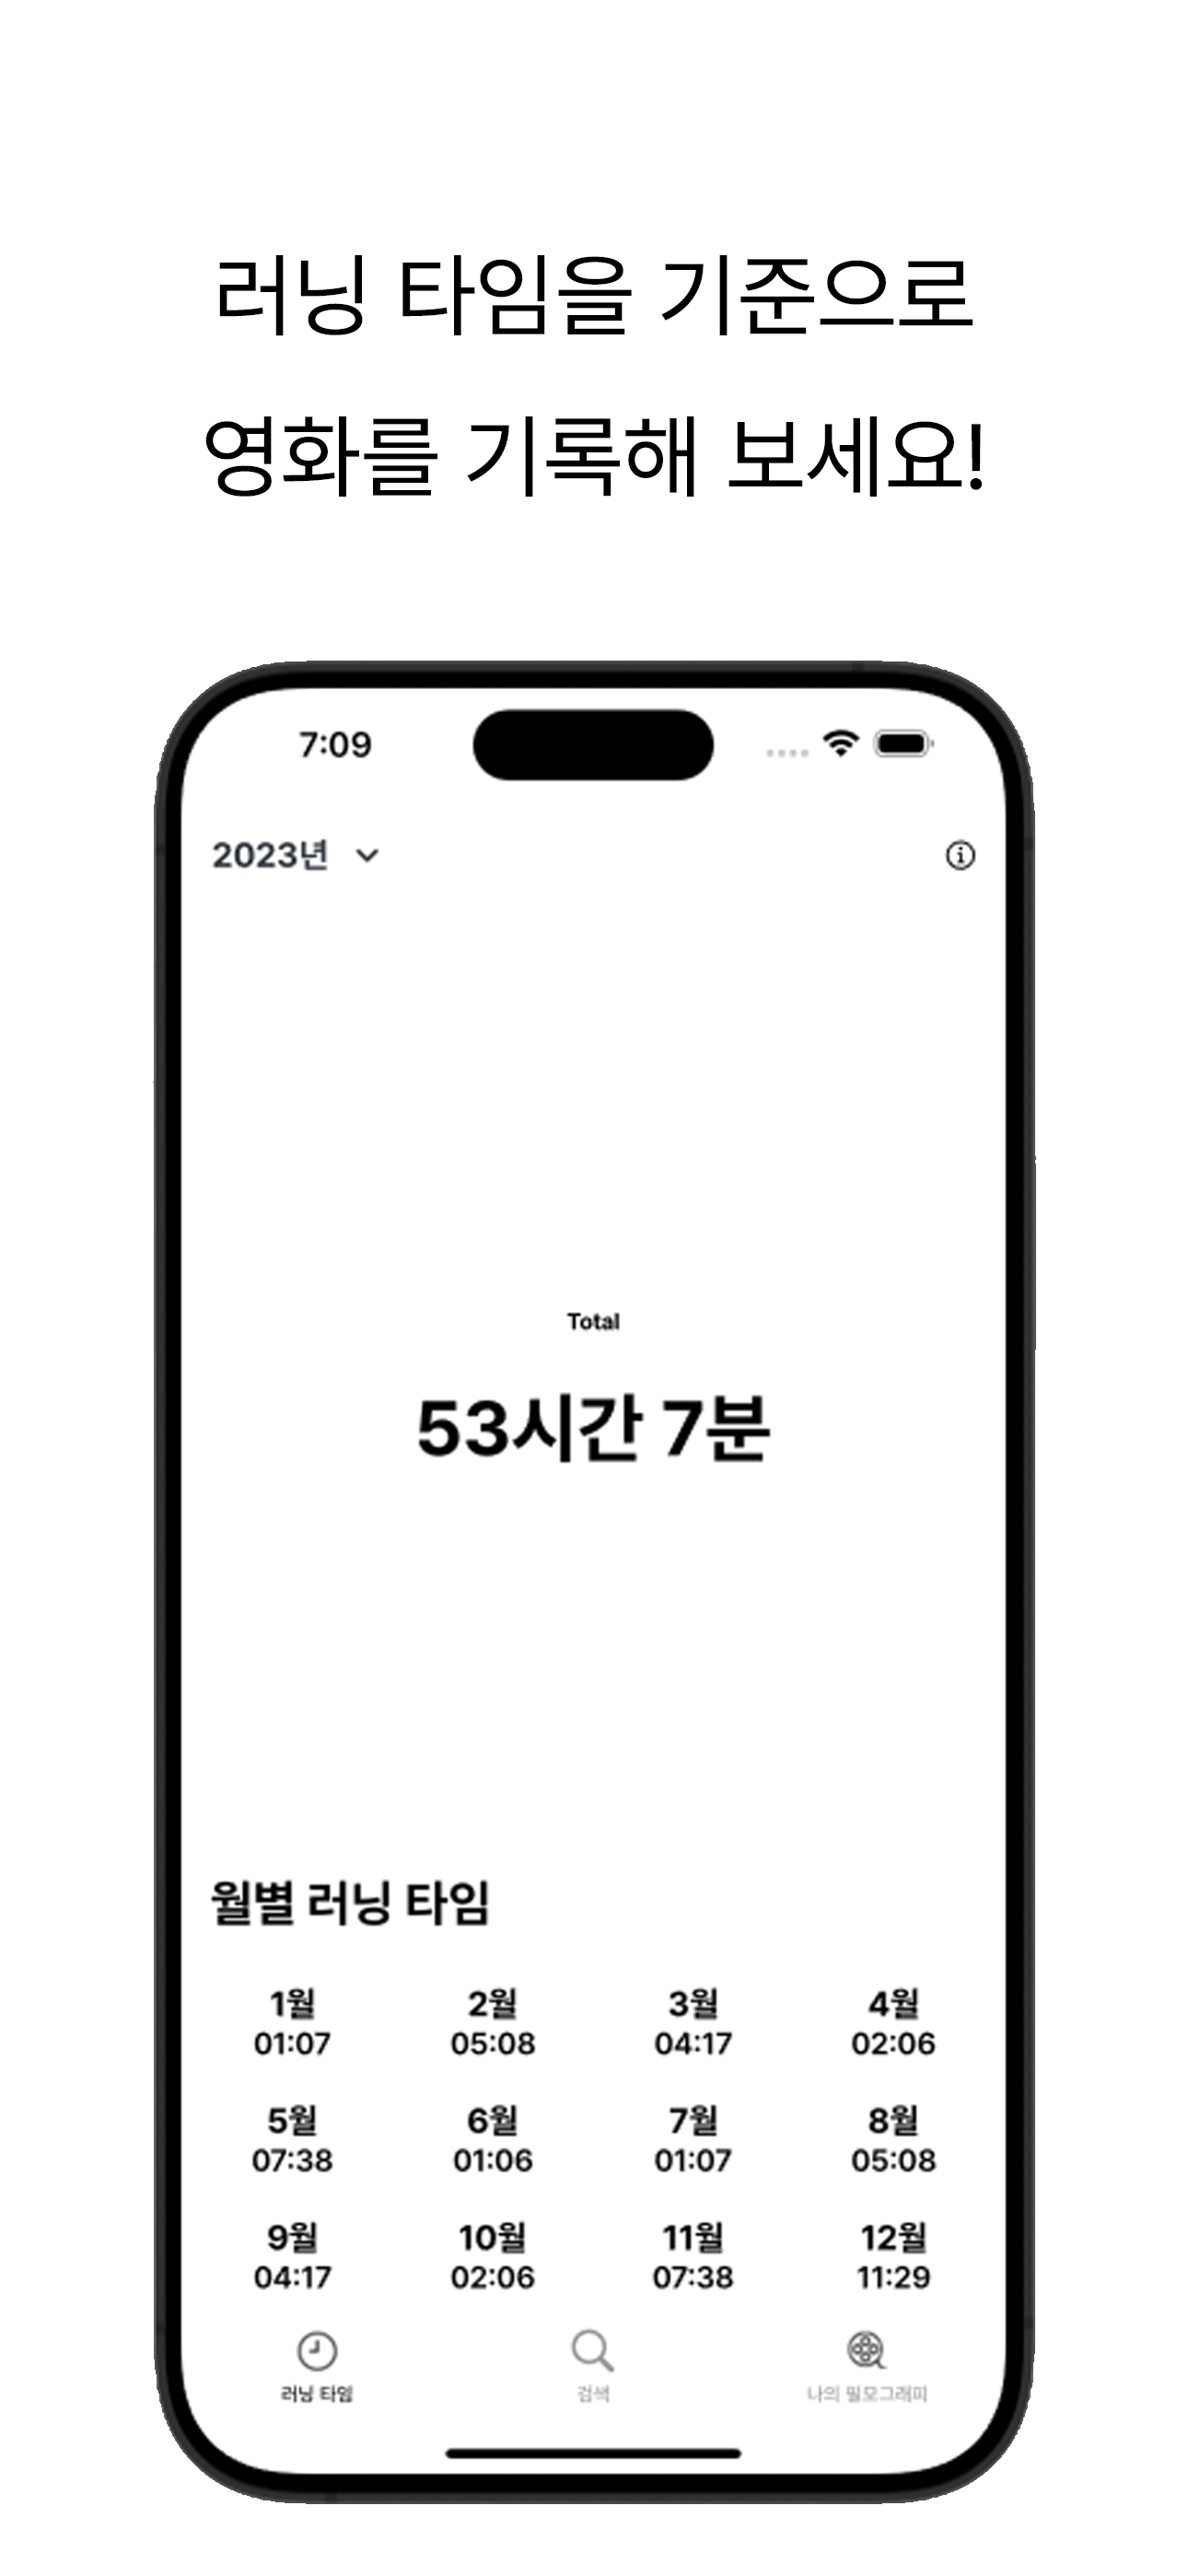 러닝 타임을 기준으로
영화를 기록해 보세요!
7:09
2023년
Total
53시간 7분
월별 러닝 타임
1월 2월 3월 4월
01:07 05:08 04:17 02:06
5월 6월 7월 8월
07:38 01:06 01:07 05:08
9월 10월 11월 12월
04:17 02:06 07:38 11:29
러닝 타임 검색 나의 필모그래피